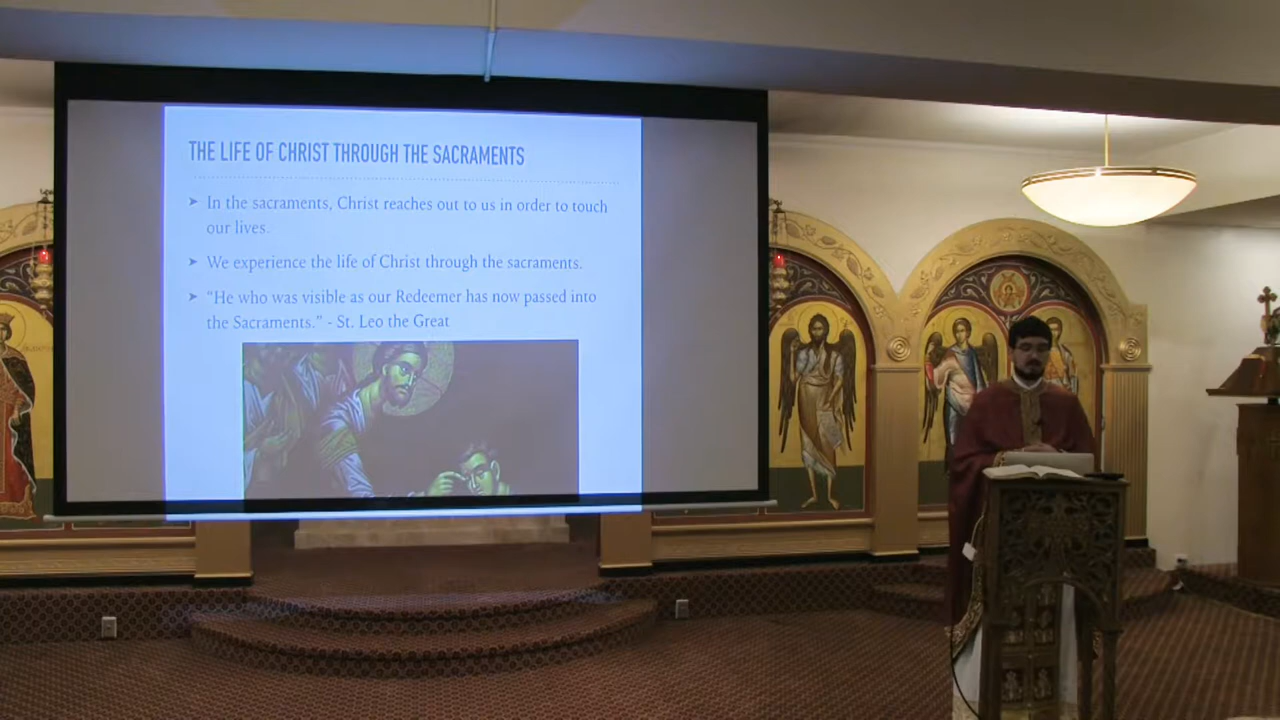 THE LIFE OF CHRIST THROUGH THE SACRAMENTS
➤ In the sacraments, Christ reaches out to us in order to touch
our lives.
➤ We experience the life of Christ through the sacraments.
➤ “He who was visible as our Redeemer has now passed into
the Sacraments.” - St. Leo the Great